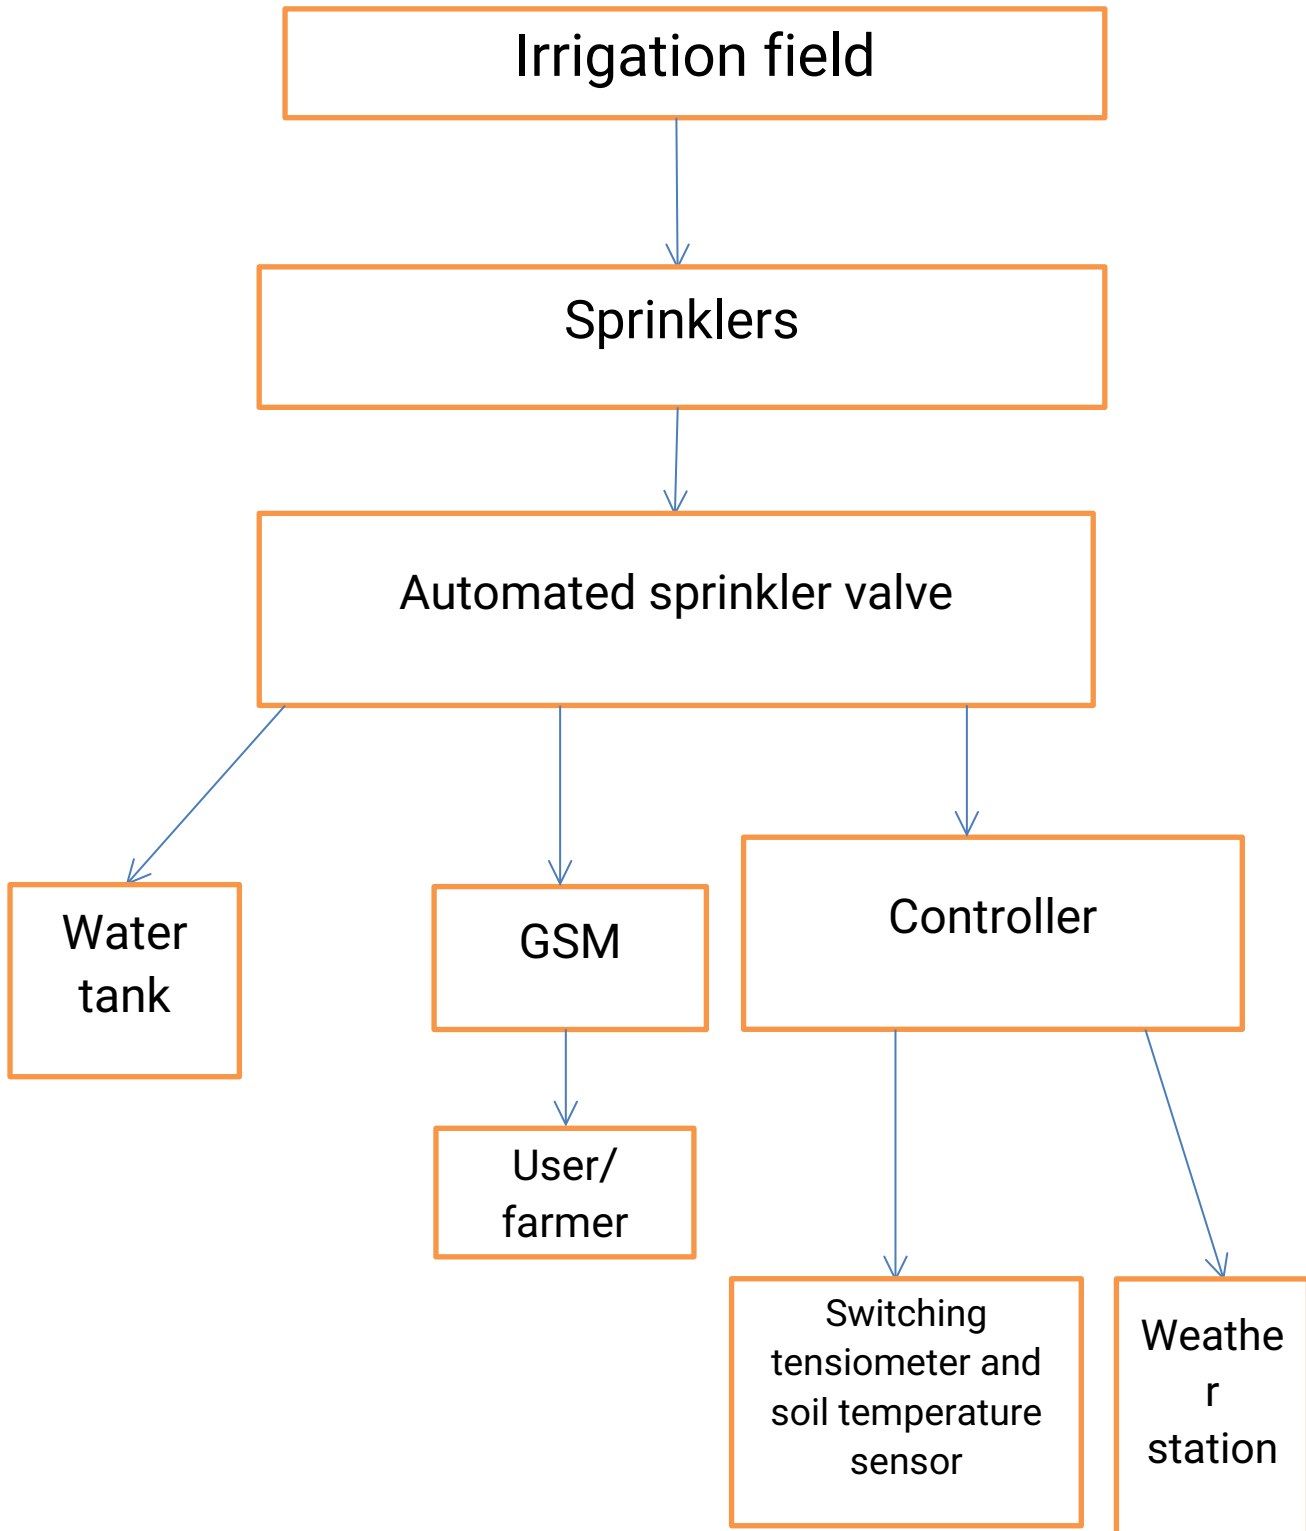 Irrigation field
Sprinklers
Automated sprinkler valve
Water
tank
GSM
Controller
User/
farmer
Switching
tensiometer and
soil temperature
sensor
Weathe
r
station